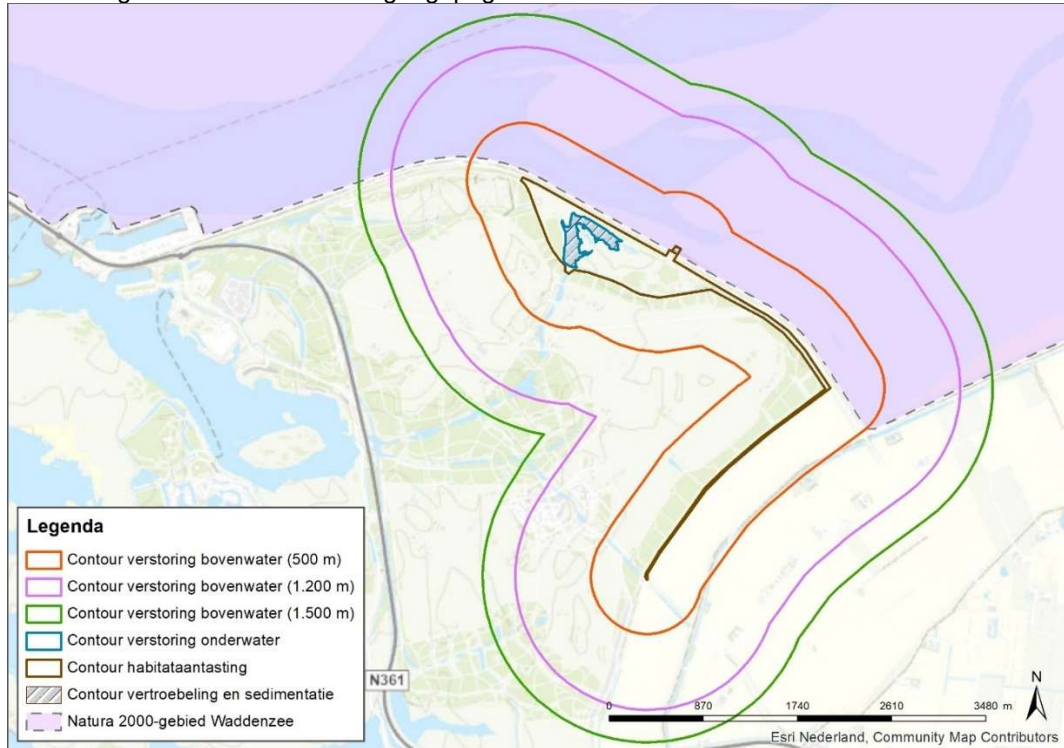 Legenda
Contour verstoring bovenwater (500 m)
Contour verstoring bovenwater (1.200 m)
Contour verstoring bovenwater (1.500 m)
Contour verstoring onderwater
Contour habitataantasting
Contour vertroebeling en sedimentatie
Natura 2000-gebied Waddenzee
N361
N
0 870 1740 2610 3480 m
Esri Nederland, Community Map Contributors